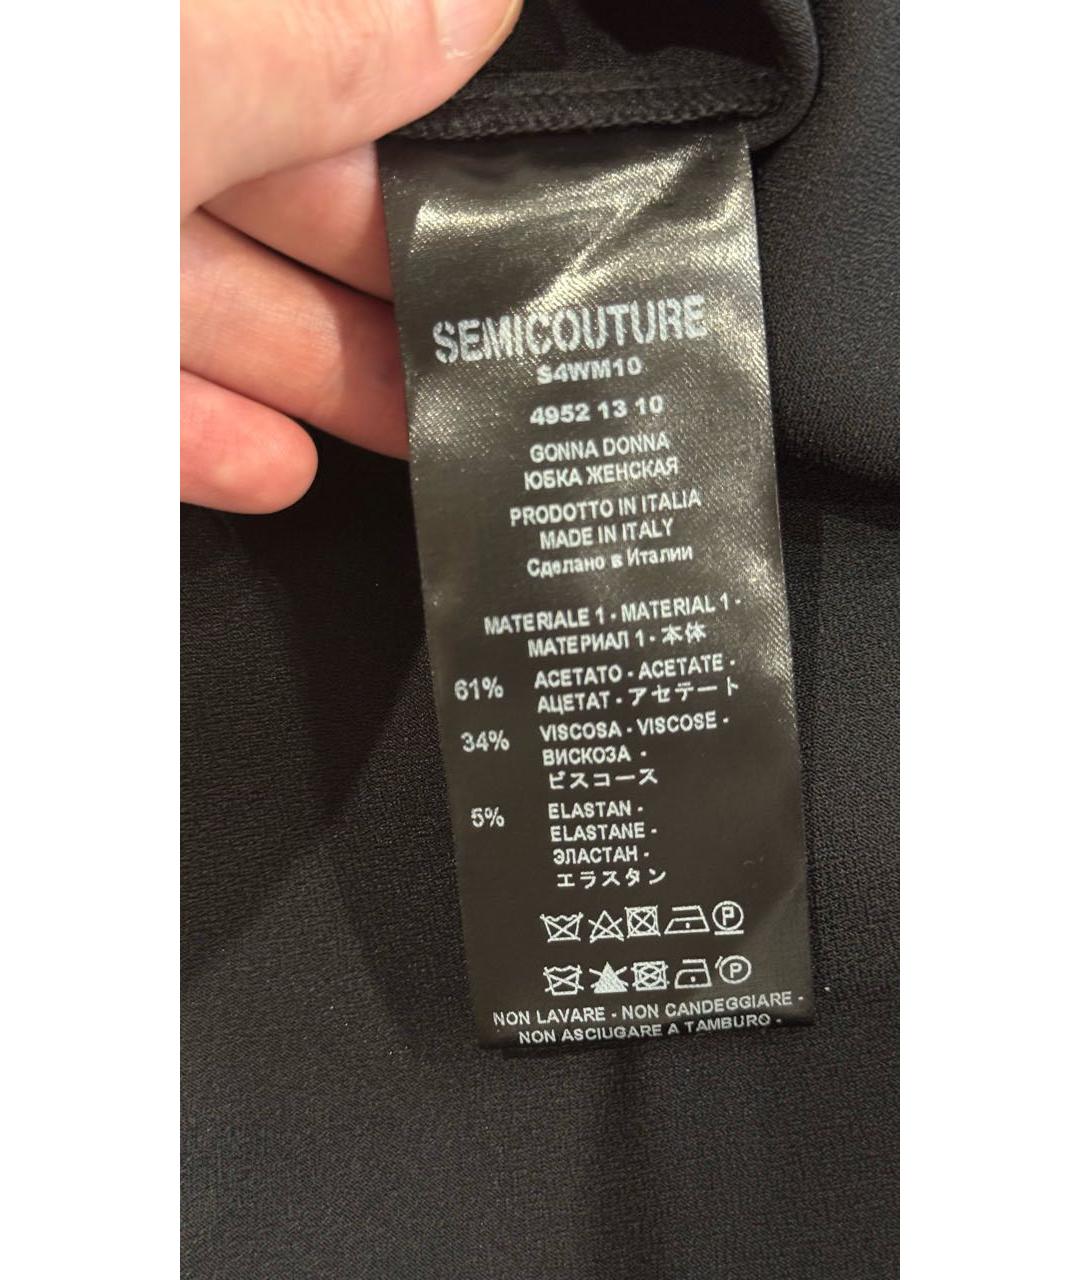 SEMICOUTURE
S4WM10
4952 13 10
GONNA DONNA
ЮБКА ЖЕНСКАЯ
PRODOTTO IN ITALIA
MADE IN ITALY
Сделано в Италии
MATERIALE 1 - MATERIAL 1 -
МАТЕРИАЛ 1 - 本体
61% ACETATO - ACETATE -
АЦЕТАТ - アセテート
34% VISCOSA - VISCOSE -
ВИСКОЗА -
ビスコース
5% ELASTAN -
ELASTANE -
ЭЛАСТАН -
エラスタン
P
P
NON LAVARE - NON CANDEGGIARE -
NON ASCIUGARE A TAMBURO -